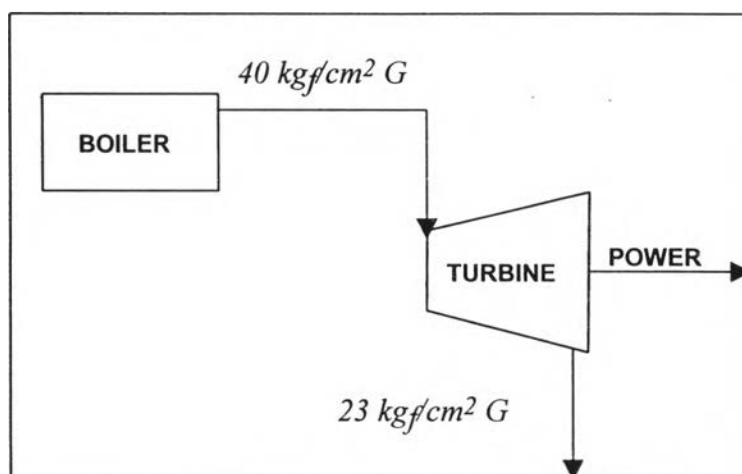 40 kgf/cm² G
BOILER
TURBINE
POWER
23 kgf/cm² G